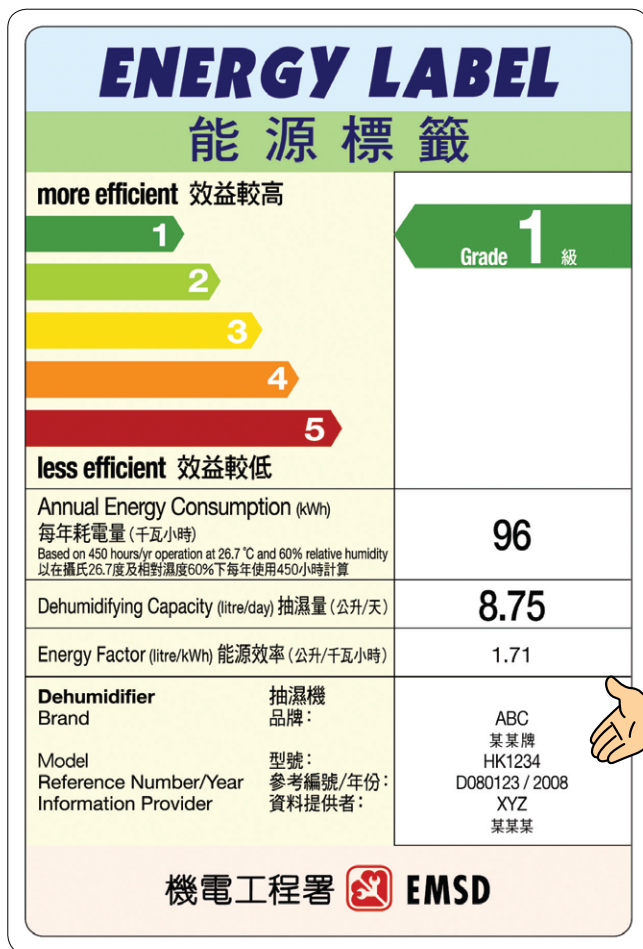 ENERGY LABEL
能源標籤
more efficient 效益較高
1
2
3
4
5
less efficient 效益較低
Grade 1 級
Annual Energy Consumption (kWh)
每年耗電量 (千瓦小時)
Based on 450 hours/yr operation at 26.7 °C and 60% relative humidity
以在攝氏26.7度及相對濕度60%下每年使用450小時計算
96
Dehumidifying Capacity (litre/day) 抽濕量 (公升/天)
8.75
Energy Factor (litre/kWh) 能源效率 (公升/千瓦小時)
1.71
Dehumidifier 抽濕機
Brand 品牌: ABC
某某牌
Model 型號: HK1234
Reference Number/Year 參考編號/年份: D080123 / 2008
Information Provider 資料提供者: XYZ
某某某
機電工程署 EMSD